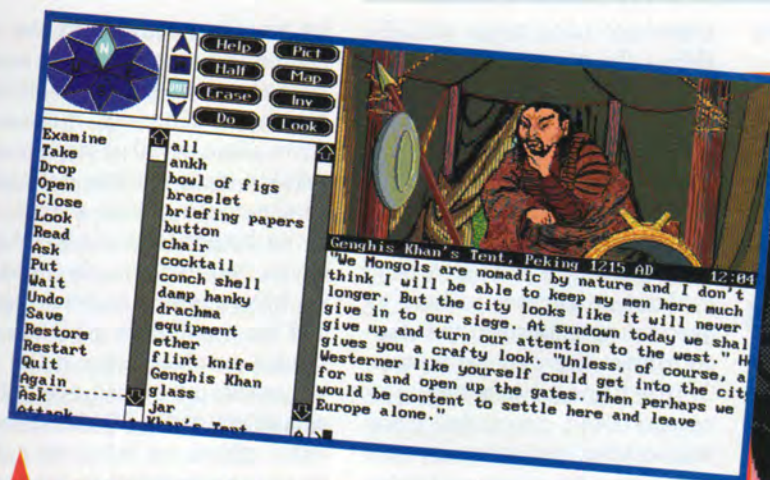 N
OUT
Help
Pict
Half
Map
Erase
Inv
Do
Look
Examine
Take
Drop
Open
Close
Look
Read
Ask
Put
Wait
Undo
Save
Restore
Restart
Quit
Again
Ask
Attack
all
ankh
bowl of figs
bracelet
briefing papers
button
chair
cocktail
conch shell
damp hanky
drachma
equipment
ether
flint knife
Genghis Khan
glass
jar
Khan's Tent
Genghis Khan's Tent, Peking 1215 AD 12:04
"We Mongols are nomadic by nature and I don't
think I will be able to keep my men here much
longer. But the city looks like it will never
give in to our siege. At sundown today we shal
give up and turn our attention to the west." H
gives you a crafty look. "Unless, of course, a
Westerner like yourself could get into the cit
for us and open up the gates. Then perhaps we
would be content to settle here and leave
Europe alone."
>